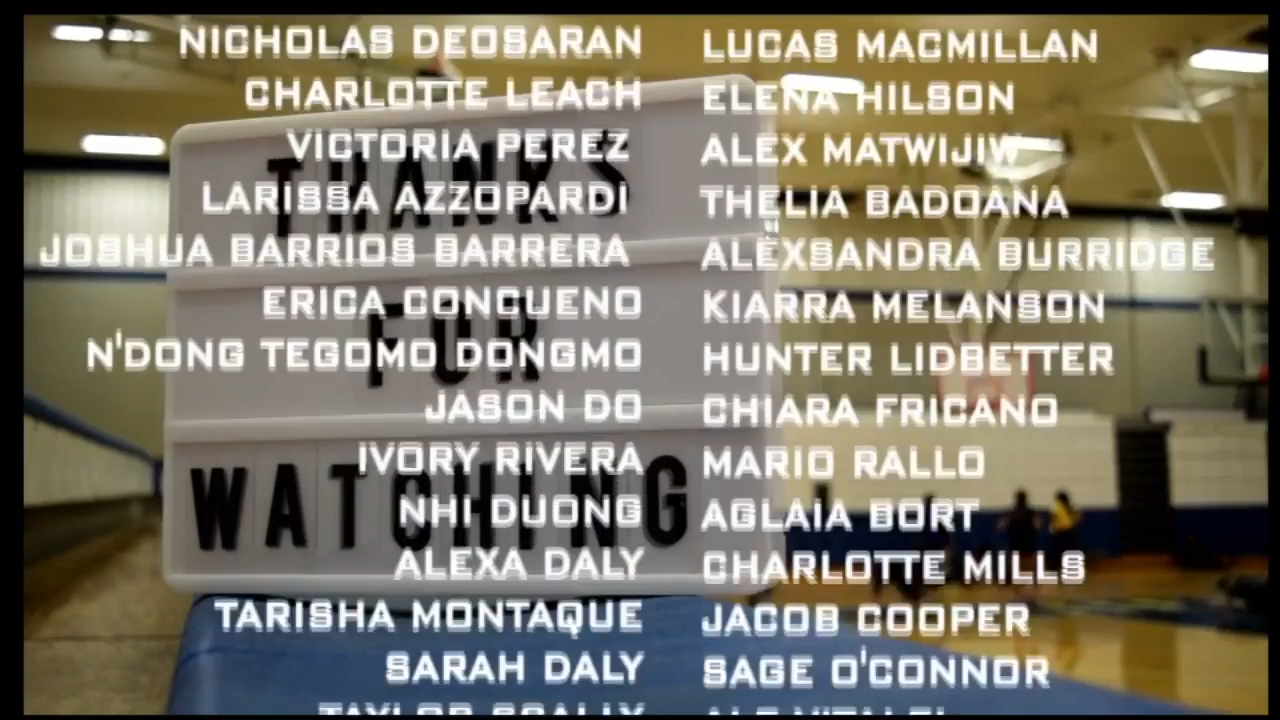 NICHOLAS DEOSARAN
LUCAS MACMILLAN
CHARLOTTE LEACH
ELENA HILSON
VICTORIA PEREZ
ALEX MATWIJIW
LARISSA AZZOPARDI
THELIA BADOANA
JOSHUA BARRIOS BARRERA
ALEXSANDRA BURRIDGE
ERICA CONCUENO
KIARRA MELANSON
N'DONG TEGOMO DONGMO
HUNTER LIDBETTER
JASON DO
CHIARA FRICANO
IVORY RIVERA
MARIO RALLO
NHI DUONG
AGLAIA BORT
ALEXA DALY
CHARLOTTE MILLS
TARISHA MONTAQUE
JACOB COOPER
SARAH DALY
SAGE O'CONNOR
THANKS
FOR
WATCHING